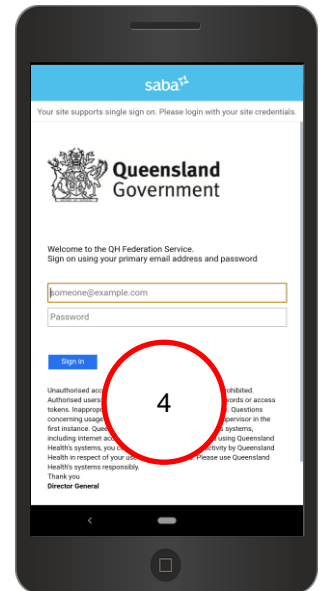 saba
Your site supports single sign on. Please login with your site credentials.
Queensland
Government
Welcome to the QH Federation Service.
Sign on using your primary email address and password
someone@example.com
Password
Sign in
Unauthorised acc rohibited.
Authorised users words or access
tokens. Inappropr . Questions
concerning usage pervisor in the
first instance. Quee s systems,
including internet acc using Queensland
Health's systems, you c ctivity by Queensland
Health in respect of your use Please use Queensland
Health's systems responsibly.
Thank you
Director General
4